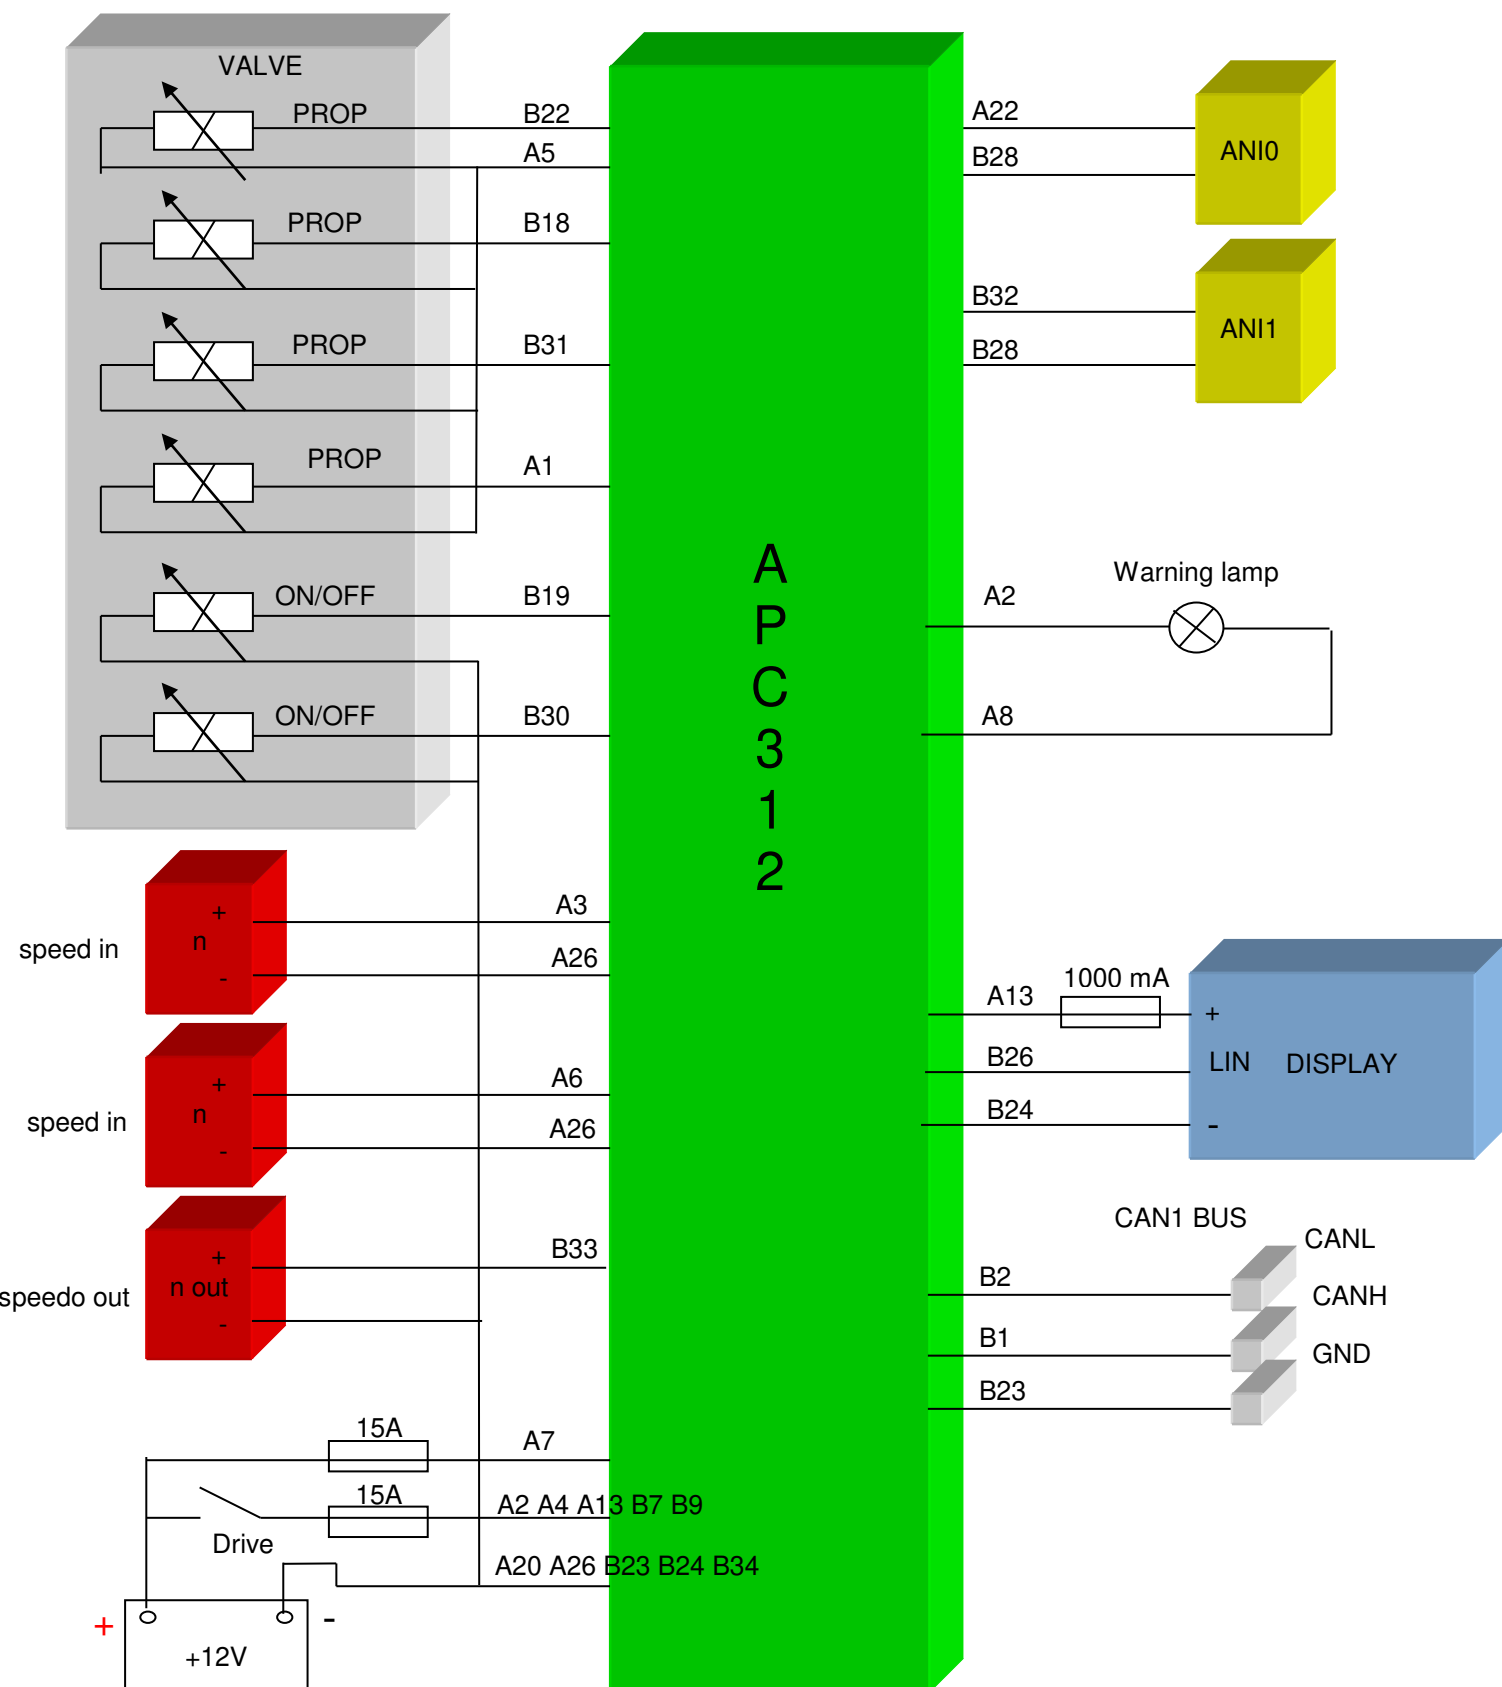 VALVE
PROP
B22
A5
PROP
B18
PROP
B31
PROP
A1
ON/OFF
B19
ON/OFF
B30
A
P
C
3
1
2
A22
B28
ANI0
B32
B28
ANI1
Warning lamp
A2
A8
speed in
+
n
-
A3
A26
speed in
+
n
-
A6
A26
speedo out
+
n out
-
B33
1000 mA
A13
+
B26
LIN
DISPLAY
B24
-
CAN1 BUS
CANL
B2
CANH
B1
GND
B23
15A
A7
15A
A2 A4 A13 B7 B9
Drive
A20 A26 B23 B24 B34
+
-
+12V